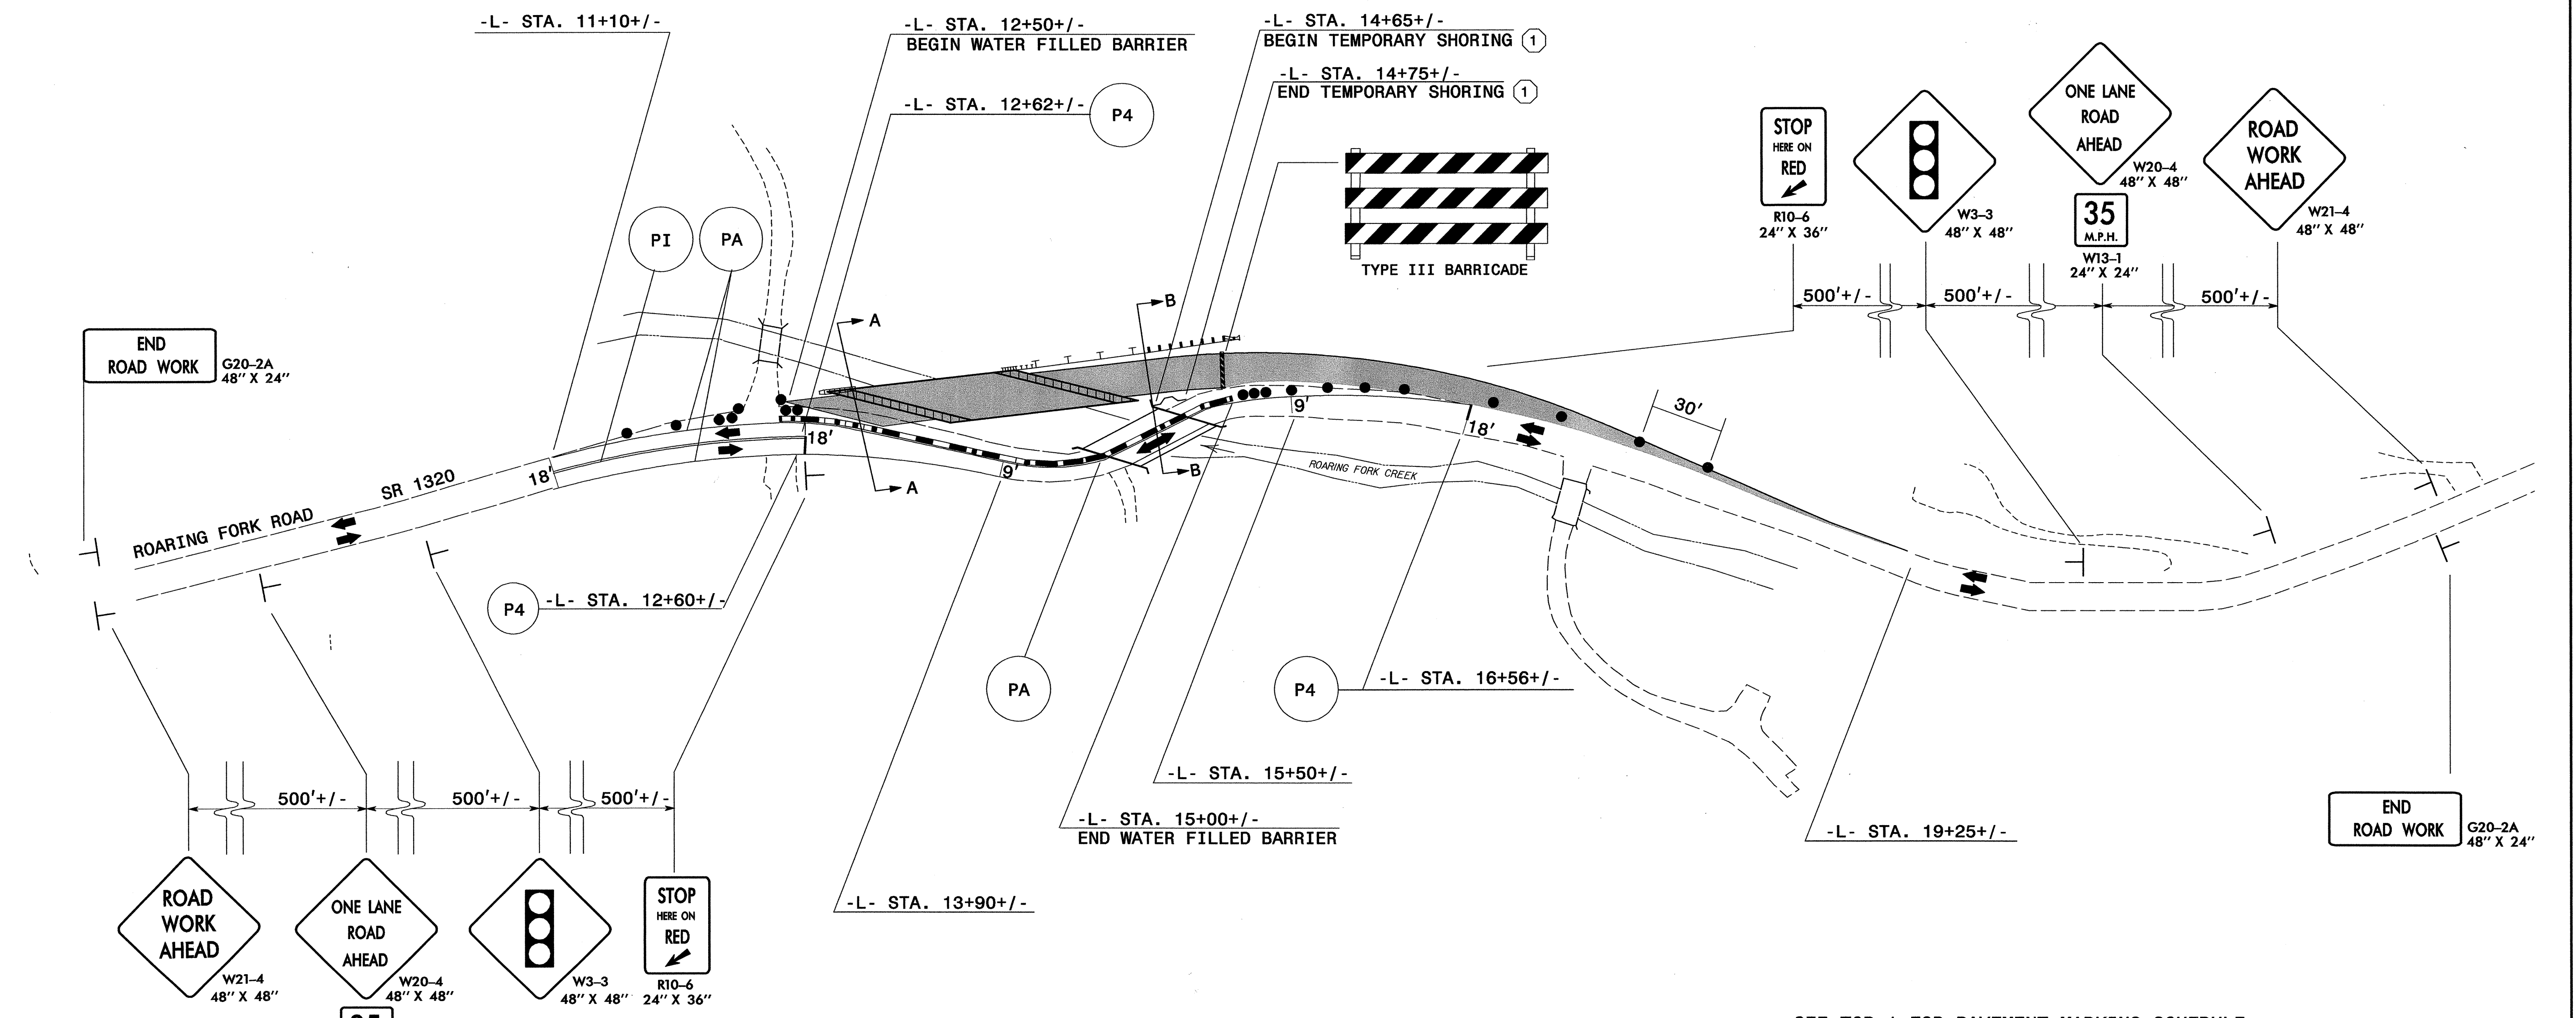 -L- STA. 11+10+/-
-L- STA. 12+50+/-
BEGIN WATER FILLED BARRIER
-L- STA. 12+62+/-
P4
-L- STA. 14+65+/-
BEGIN TEMPORARY SHORING 1
-L- STA. 14+75+/-
END TEMPORARY SHORING 1
TYPE III BARRICADE
STOP
HERE ON
RED
R10-6
24" X 36"
W3-3
48" X 48"
ONE LANE
ROAD
AHEAD
W20-4
48" X 48"
35
M.P.H.
W13-1
24" X 24"
ROAD
WORK
AHEAD
W21-4
48" X 48"
500'+/-
500'+/-
500'+/-
PI
PA
END
ROAD WORK
G20-2A
48" X 24"
A
B
18'
18'
9'
A
B
9'
18'
30'
ROARING FORK CREEK
SR 1320
ROARING FORK ROAD
P4
-L- STA. 12+60+/-
PA
P4
-L- STA. 16+56+/-
-L- STA. 15+50+/-
-L- STA. 15+00+/-
END WATER FILLED BARRIER
-L- STA. 13+90+/-
-L- STA. 19+25+/-
END
ROAD WORK
G20-2A
48" X 24"
500'+/-
500'+/-
500'+/-
ROAD
WORK
AHEAD
W21-4
48" X 48"
ONE LANE
ROAD
AHEAD
W20-4
48" X 48"
W3-3
48" X 48"
STOP
HERE ON
RED
R10-6
24" X 36"